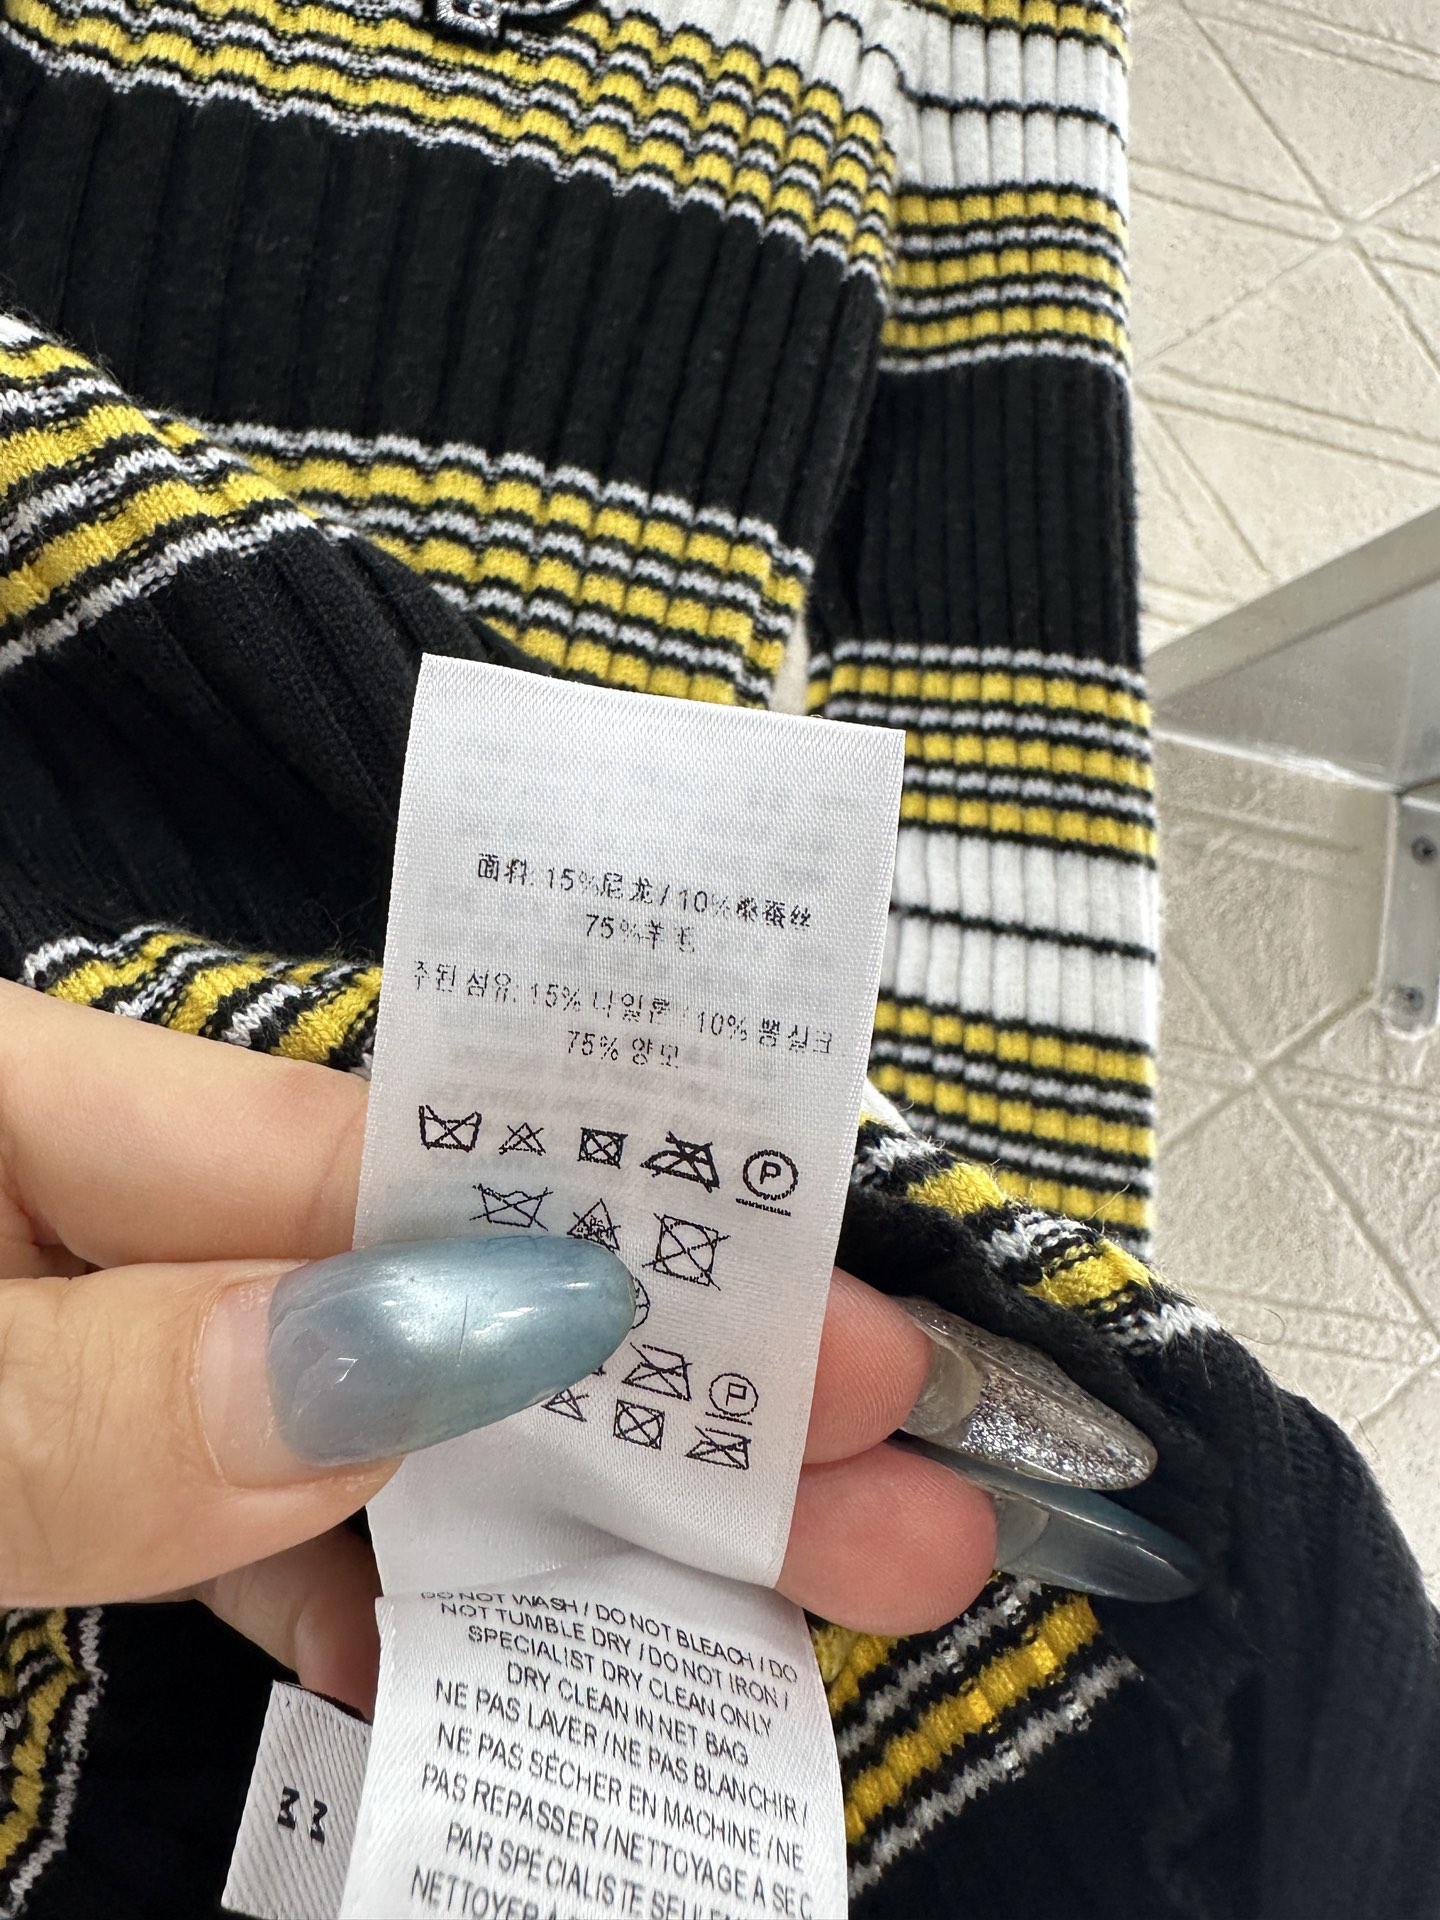 面料: 15%尼龙 / 10%桑蚕丝
75%羊毛
주된 섬유: 15% 나일론 / 10% 뽕실크
75% 양모
P
P
DO NOT WASH / DO NOT BLEACH / DO
NOT TUMBLE DRY / DO NOT IRON /
SPECIALIST DRY CLEAN ONLY
DRY CLEAN IN NET BAG
NE PAS LAVER / NE PAS BLANCHIR /
NE PAS SÉCHER EN MACHINE / NE
PAS REPASSER / NETTOYAGE A SEC
PAR SPÉCIALISTE SEULEMENT
NETTOYER A